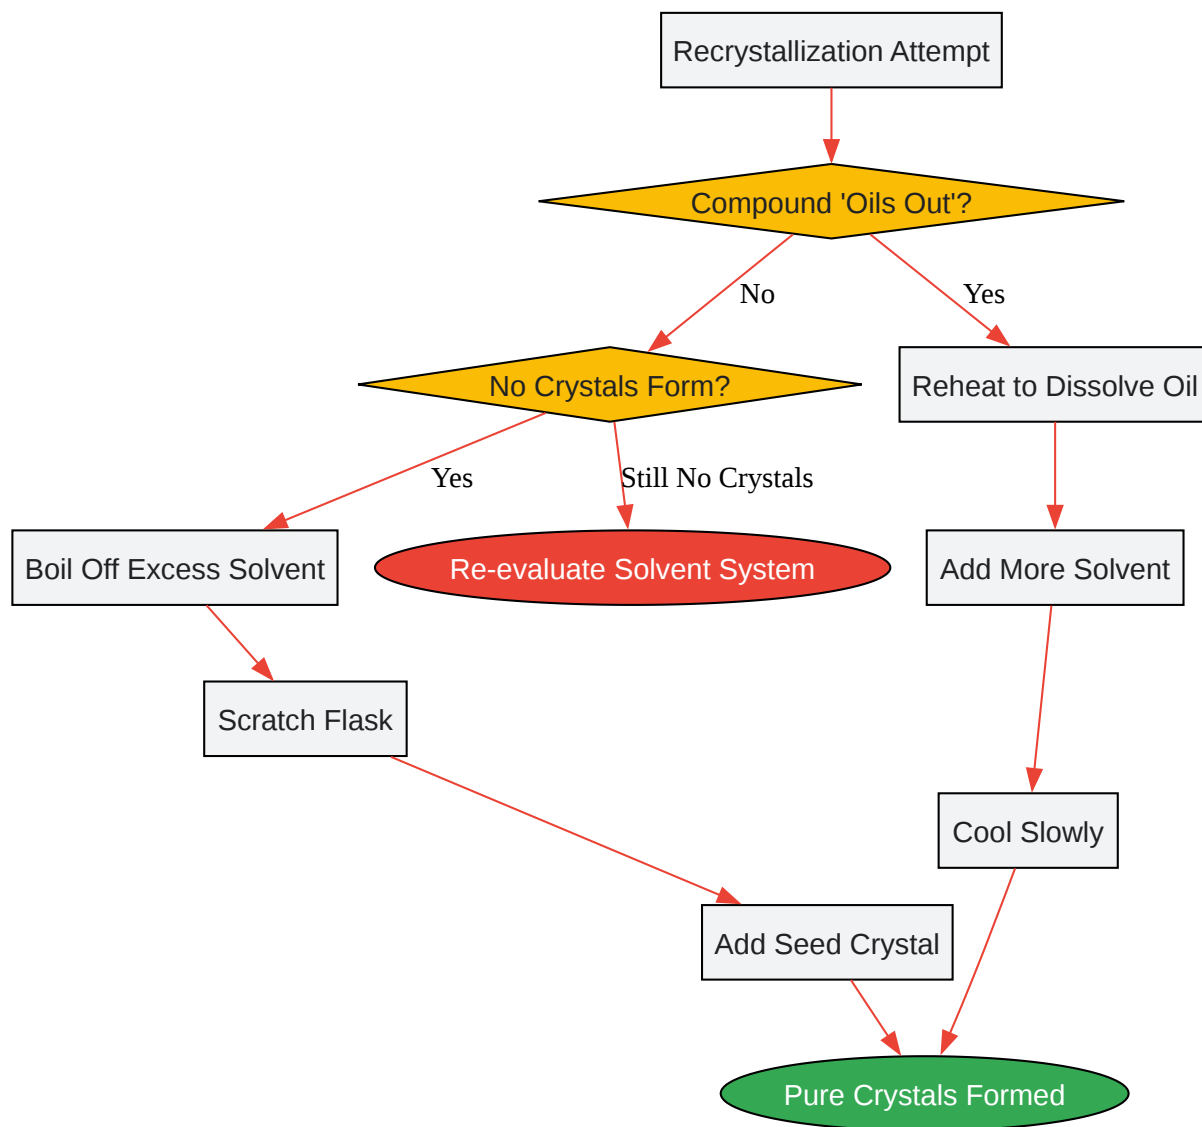 Recrystallization Attempt
Compound 'Oils Out'?
No
Yes
No Crystals Form?
Reheat to Dissolve Oil
Yes
Still No Crystals
Boil Off Excess Solvent
Re-evaluate Solvent System
Add More Solvent
Scratch Flask
Cool Slowly
Add Seed Crystal
Pure Crystals Formed